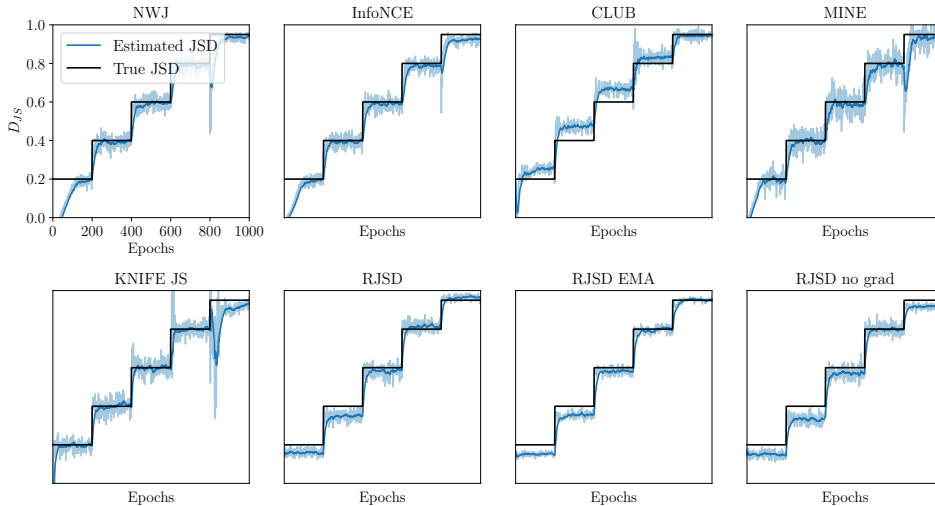 NWJ
InfoNCE
CLUB
MINE
1.0
0.8
0.6
0.4
0.2
0.0
D_JS
Estimated JSD
True JSD
0 200 400 600 800 1000
Epochs
Epochs
Epochs
Epochs
KNIFE JS
RJSD
RJSD EMA
RJSD no grad
Epochs
Epochs
Epochs
Epochs